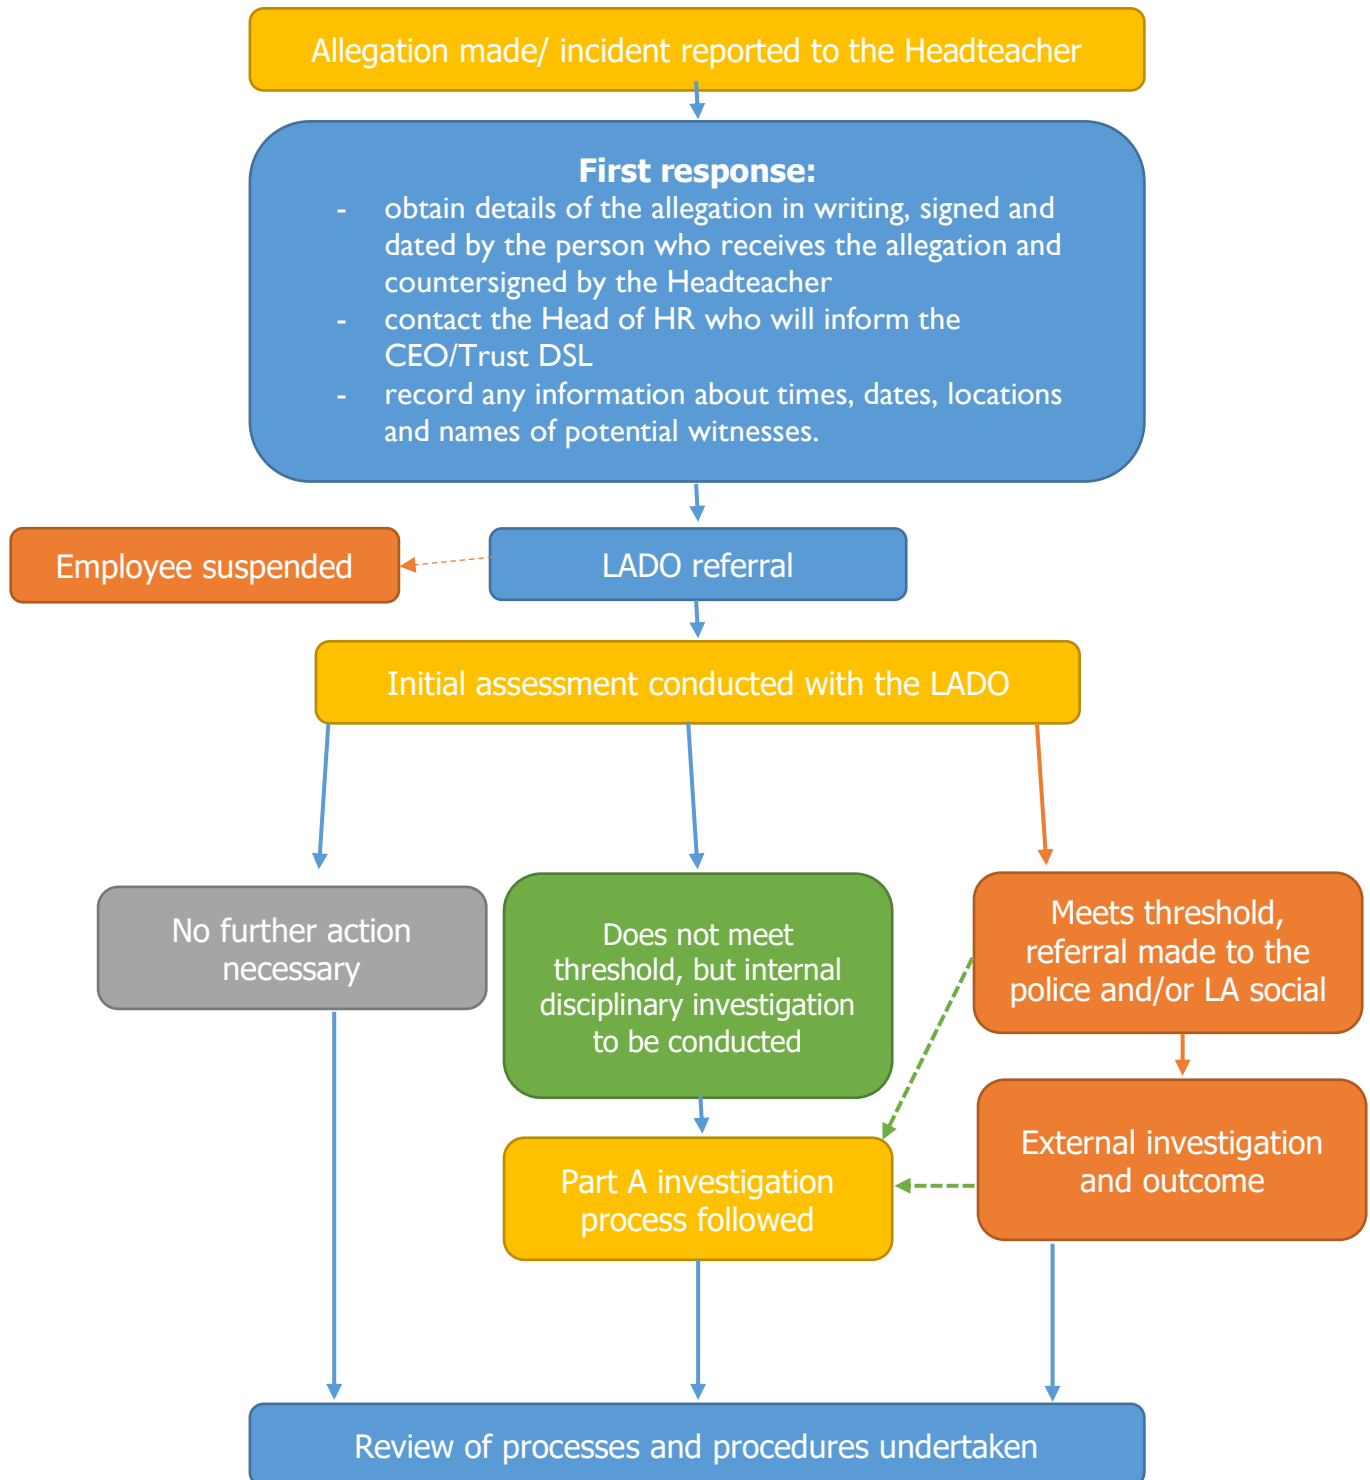 Allegation made/ incident reported to the Headteacher
First response:
- obtain details of the allegation in writing, signed and
dated by the person who receives the allegation and
countersigned by the Headteacher
- contact the Head of HR who will inform the
CEO/Trust DSL
- record any information about times, dates, locations
and names of potential witnesses.
Employee suspended
LADO referral
Initial assessment conducted with the LADO
No further action
necessary
Does not meet
threshold, but internal
disciplinary investigation
to be conducted
Meets threshold,
referral made to the
police and/or LA social
Part A investigation
process followed
External investigation
and outcome
Review of processes and procedures undertaken